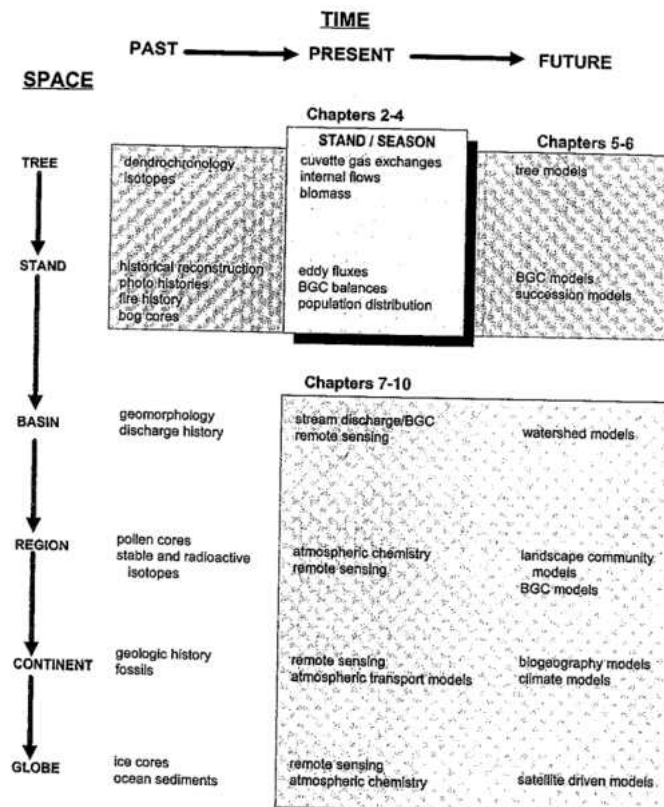 TIME
PAST
PRESENT
FUTURE
SPACE
Chapters 2-4
STAND / SEASON
Chapters 5-6
TREE
dendrochronology
isotopes
cuvette gas exchanges
internal flows
biomass
tree models
STAND
historical reconstruction
photo histories
fire history
bog cores
eddy fluxes
BGC balances
population distribution
BGC models
succession models
Chapters 7-10
BASIN
geomorphology
discharge history
stream discharge/BGC
remote sensing
watershed models
REGION
pollen cores
stable and radioactive
isotopes
atmospheric chemistry
remote sensing
landscape community
models
BGC models
CONTINENT
geologic history
fossils
remote sensing
atmospheric transport models
biogeography models
climate models
GLOBE
ice cores
ocean sediments
remote sensing
atmospheric chemistry
satellite driven models